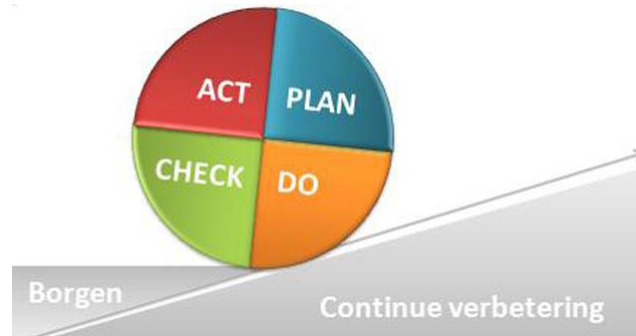 ACT
PLAN
CHECK
DO
Borgen
Continue verbetering